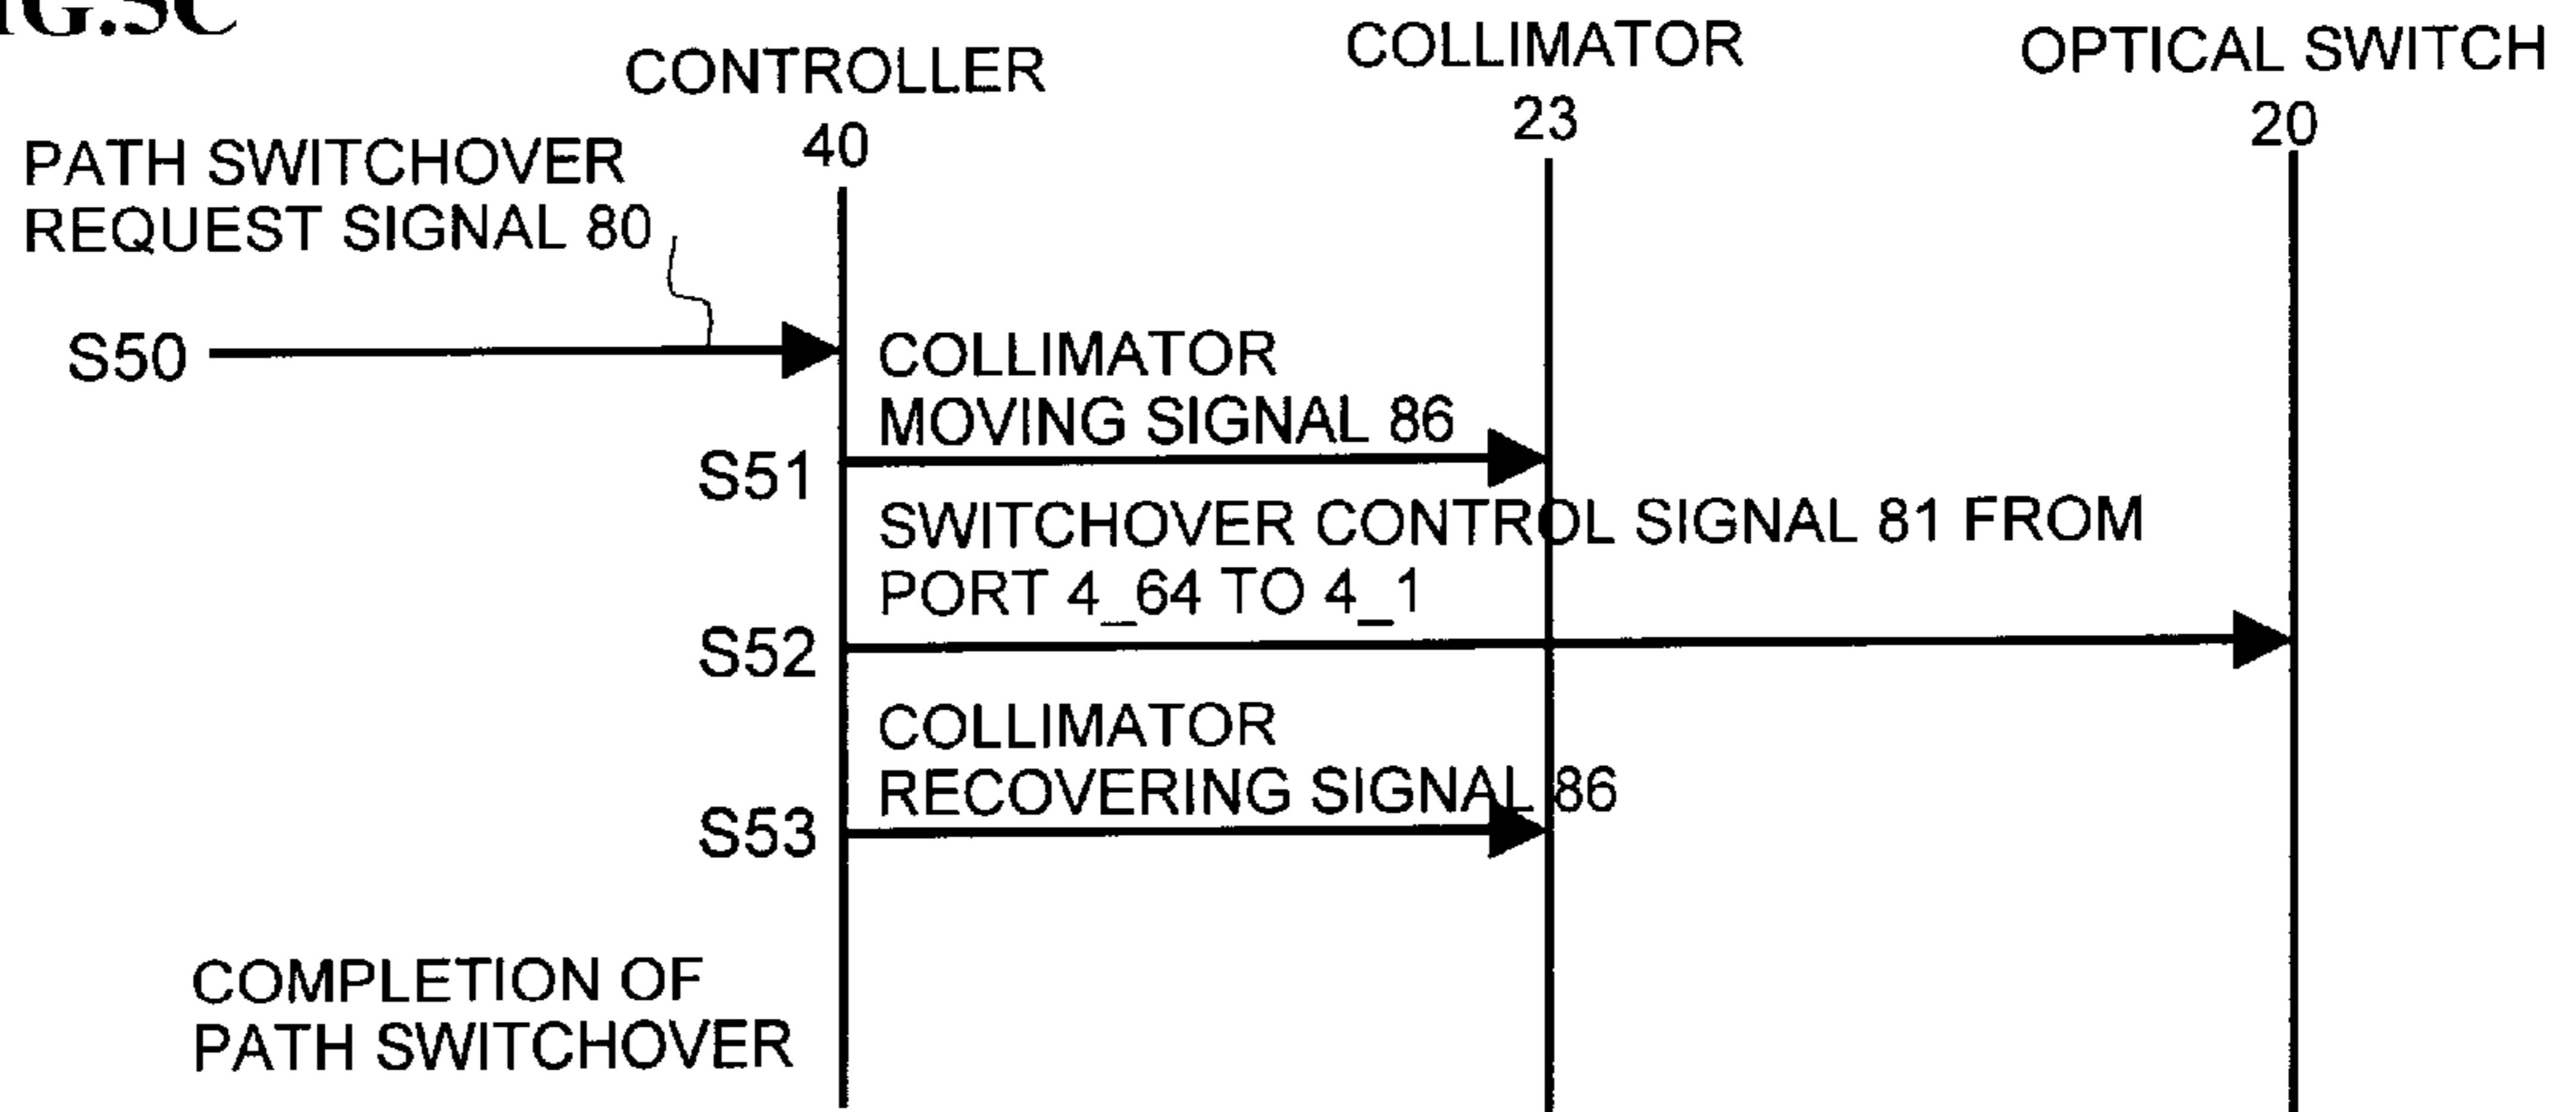 CONTROLLER
40
COLLIMATOR
23
OPTICAL SWITCH
20
PATH SWITCHOVER
REQUEST SIGNAL 80
S50
COLLIMATOR
MOVING SIGNAL 86
S51
SWITCHOVER CONTROL SIGNAL 81 FROM
PORT 4_64 TO 4_1
S52
COLLIMATOR
RECOVERING SIGNAL 86
S53
COMPLETION OF
PATH SWITCHOVER